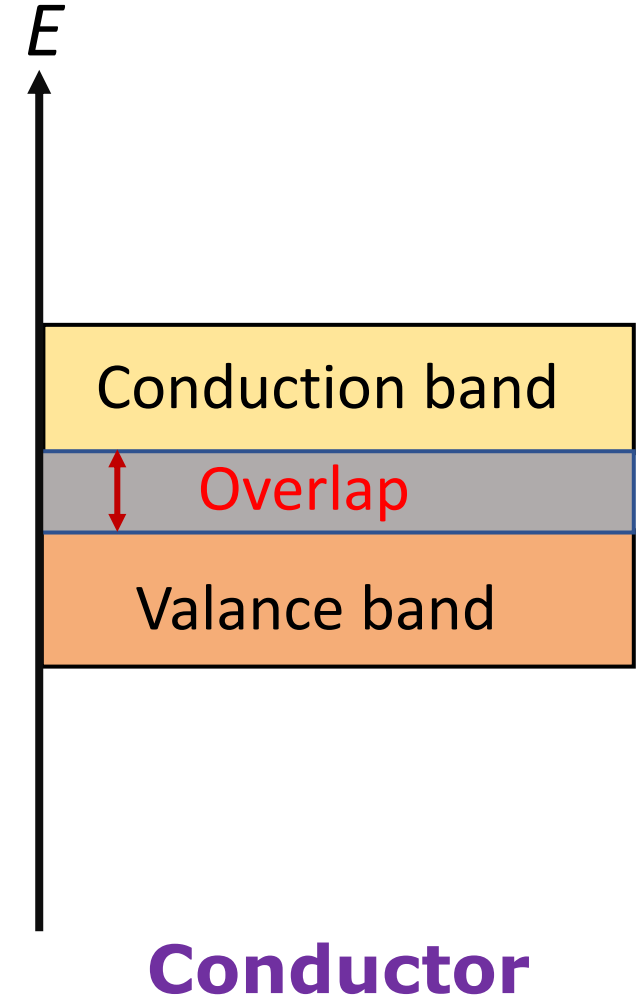 E
Conduction band
Overlap
Valance band
Conductor